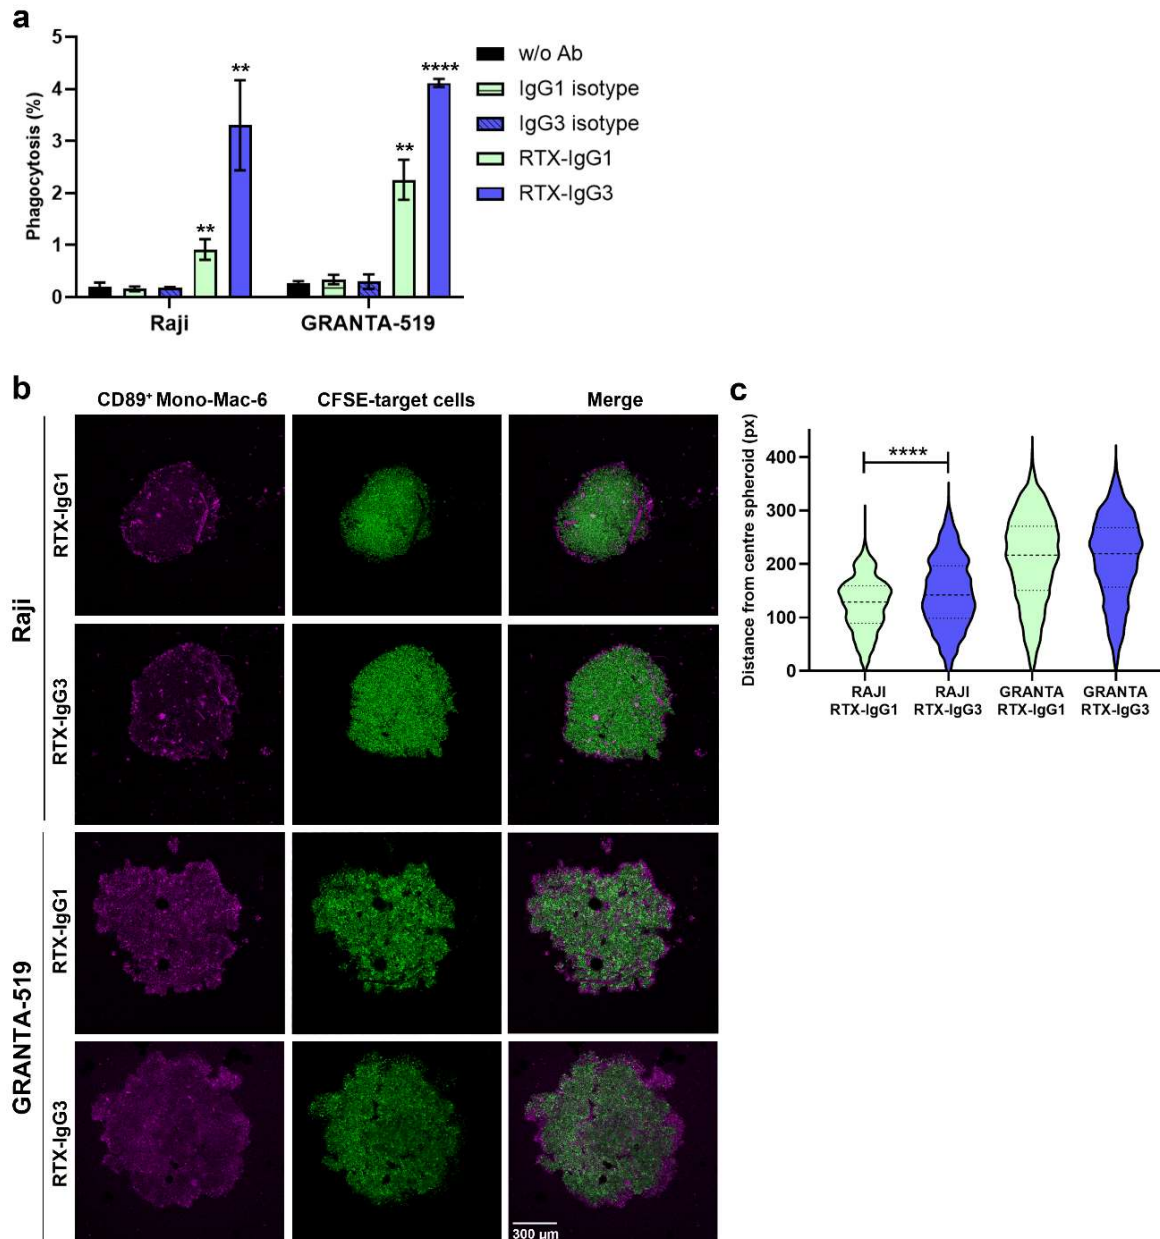 a
Phagocytosis (%)
5
4
3
2
1
0
**
**
**
****
Raji
GRANTA-519
w/o Ab
IgG1 isotype
IgG3 isotype
RTX-IgG1
RTX-IgG3
b
CD89⁺ Mono-Mac-6
CFSE-target cells
Merge
Raji
RTX-IgG1
RTX-IgG3
GRANTA-519
RTX-IgG1
RTX-IgG3
300 µm
c
Distance from centre spheroid (px)
400
300
200
100
0
****
RAJI
RTX-IgG1
RAJI
RTX-IgG3
GRANTA
RTX-IgG1
GRANTA
RTX-IgG3